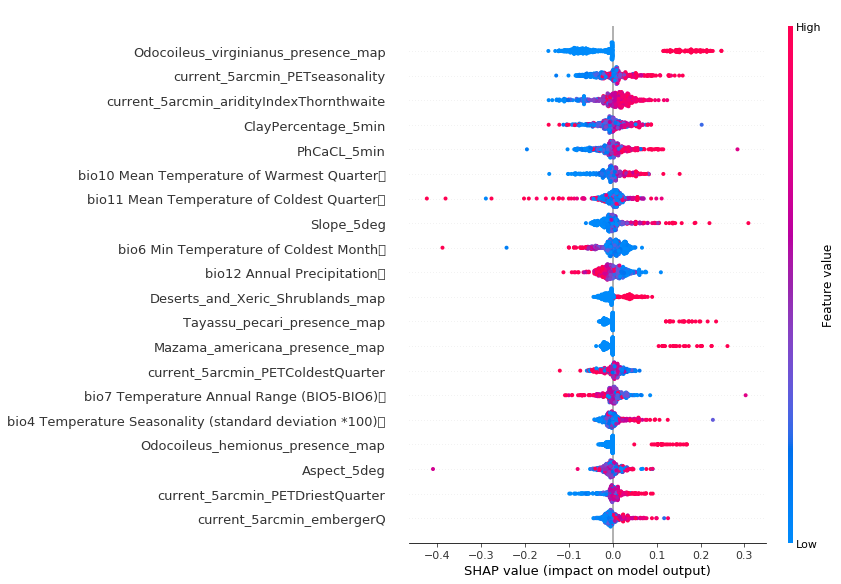 High
Odocoileus_virginianus_presence_map
current_5arcmin_PETseasonality
current_5arcmin_aridityIndexThornthwaite
ClayPercentage_5min
PhCaCL_5min
bio10 Mean Temperature of Warmest Quarter▯
bio11 Mean Temperature of Coldest Quarter▯
Slope_5deg
bio6 Min Temperature of Coldest Month▯
bio12 Annual Precipitation▯
Deserts_and_Xeric_Shrublands_map
Tayassu_pecari_presence_map
Mazama_americana_presence_map
current_5arcmin_PETColdestQuarter
bio7 Temperature Annual Range (BIO5-BIO6)▯
bio4 Temperature Seasonality (standard deviation *100)▯
Odocoileus_hemionus_presence_map
Aspect_5deg
current_5arcmin_PETDriestQuarter
current_5arcmin_embergerQ
Feature value
Low
−0.4 −0.3 −0.2 −0.1 0.0 0.1 0.2 0.3
SHAP value (impact on model output)